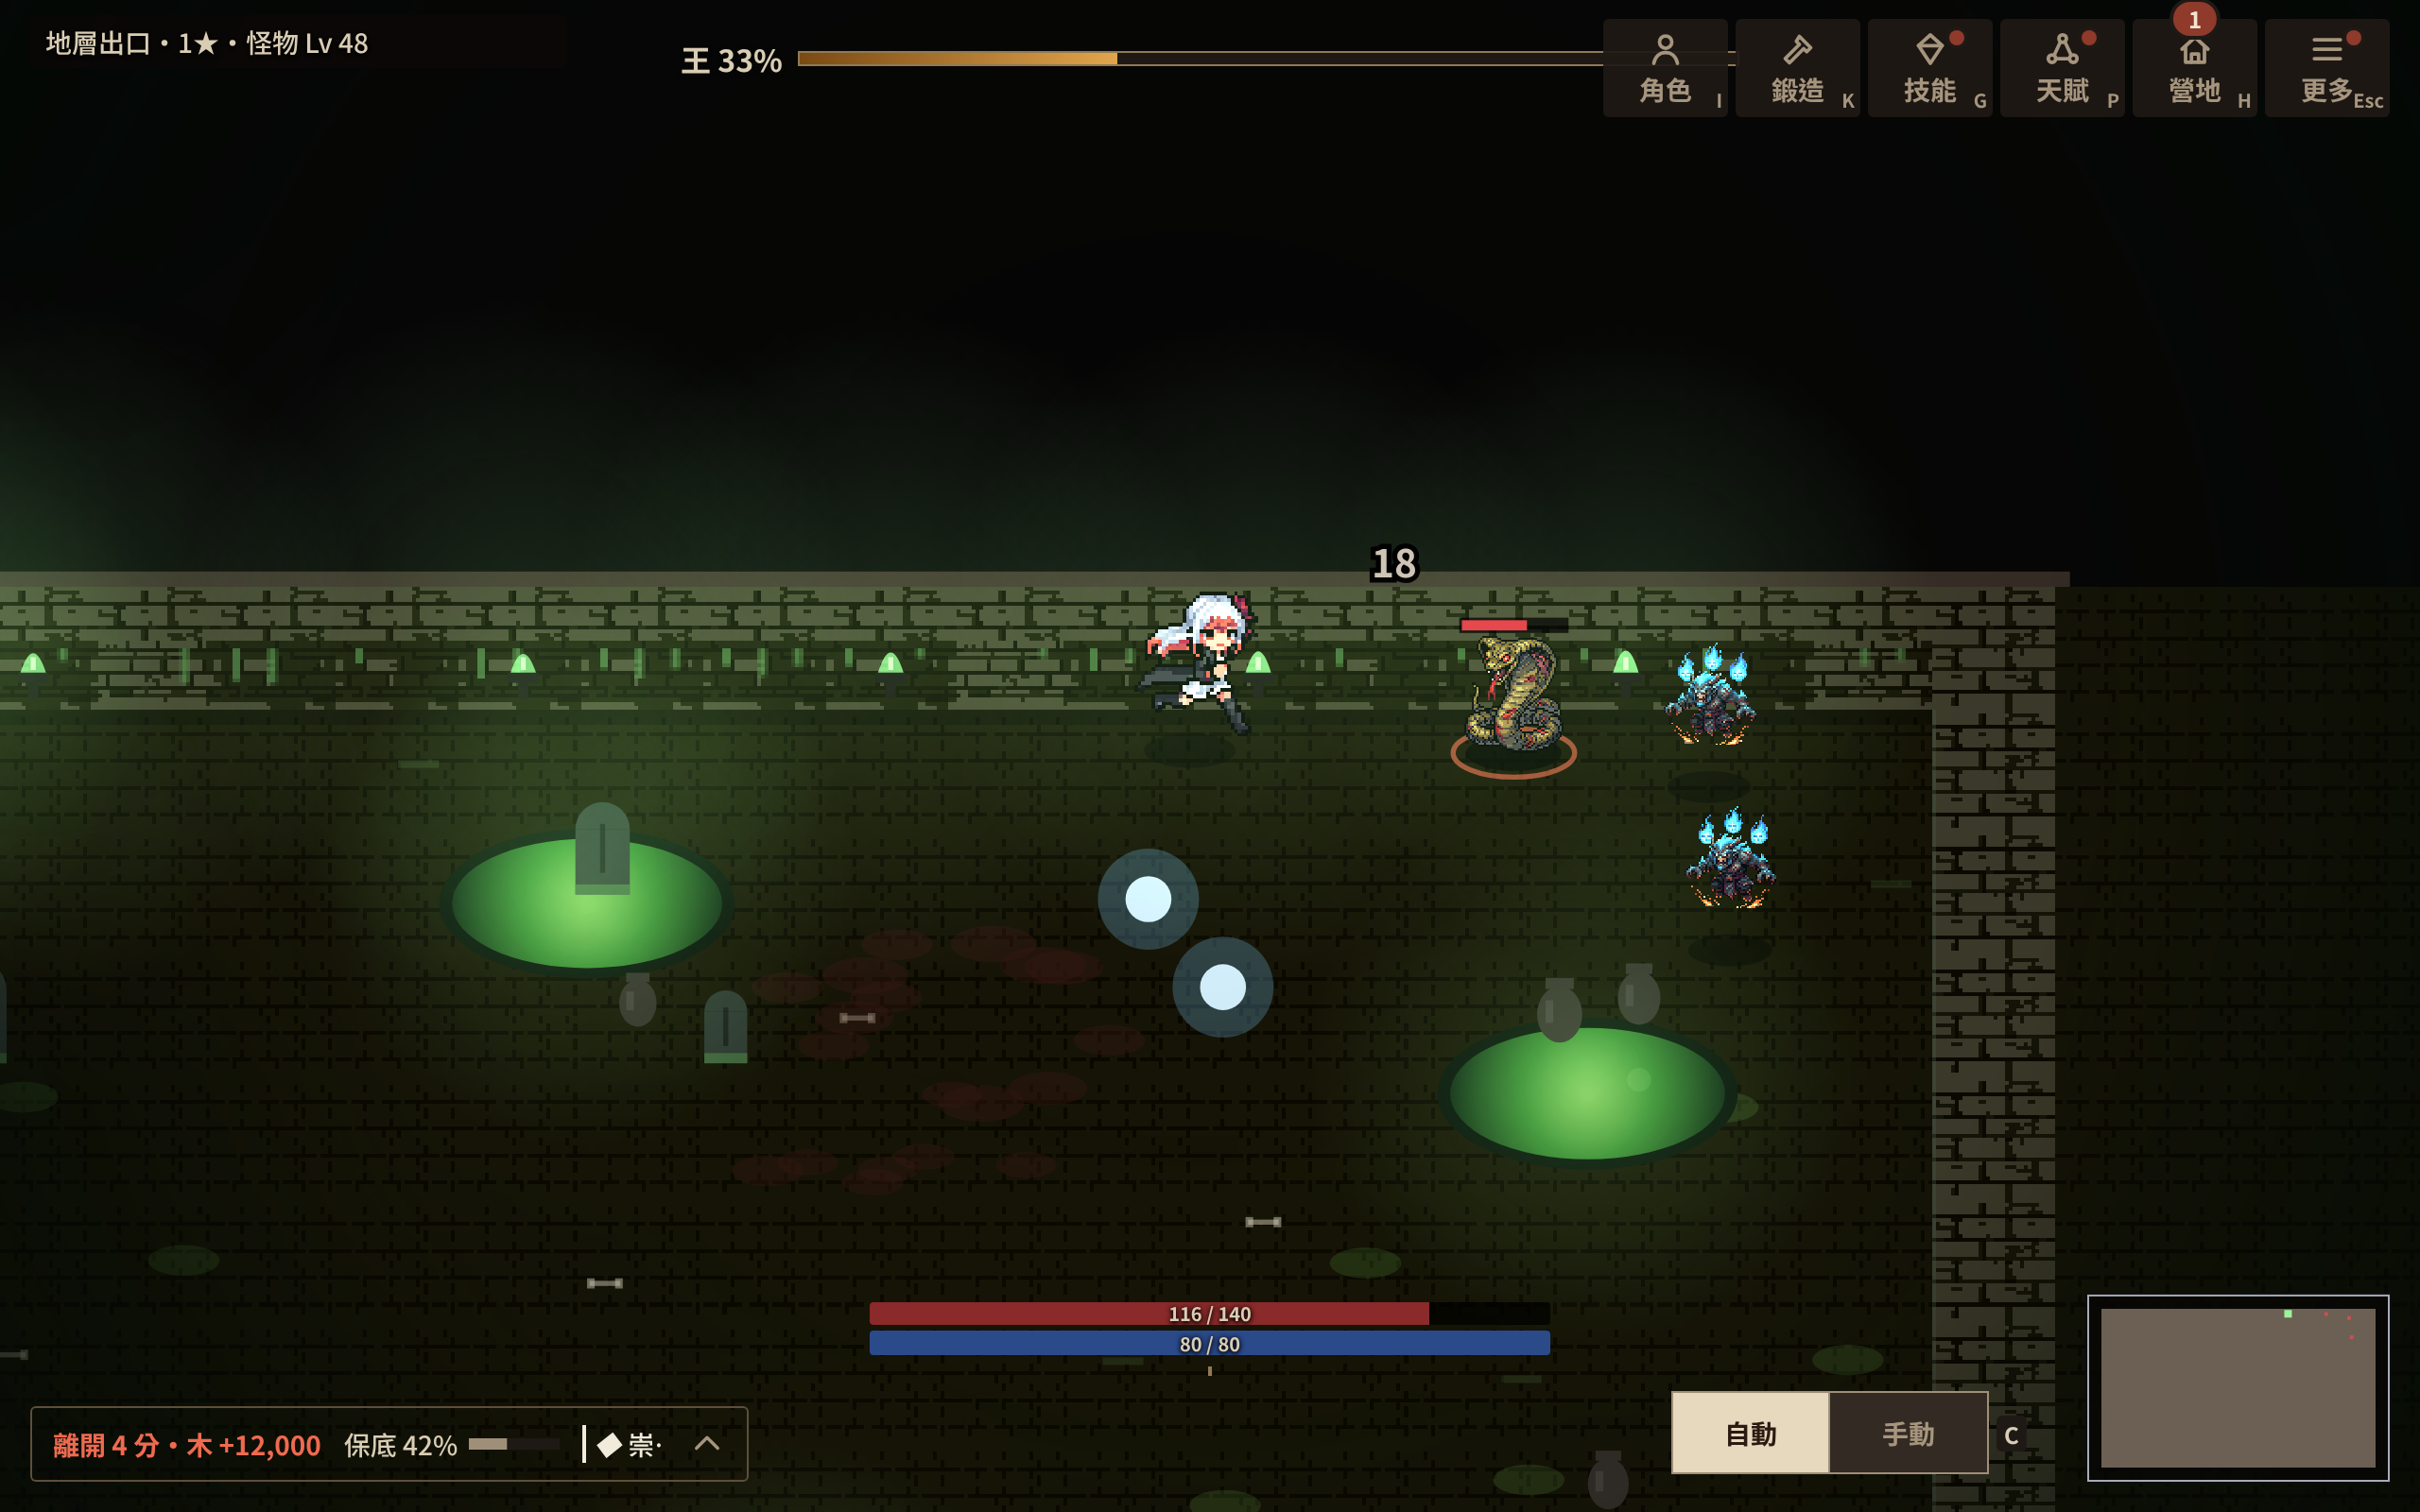 地層出口・1★・怪物 Lv 48
王 33%
角色 I
鍛造 K
技能 G
天賦 P
1
營地 H
更多 Esc
18
116 / 140
80 / 80
離開 4 分・木 +12,000 保底 42% 崇·
自動 手動 C